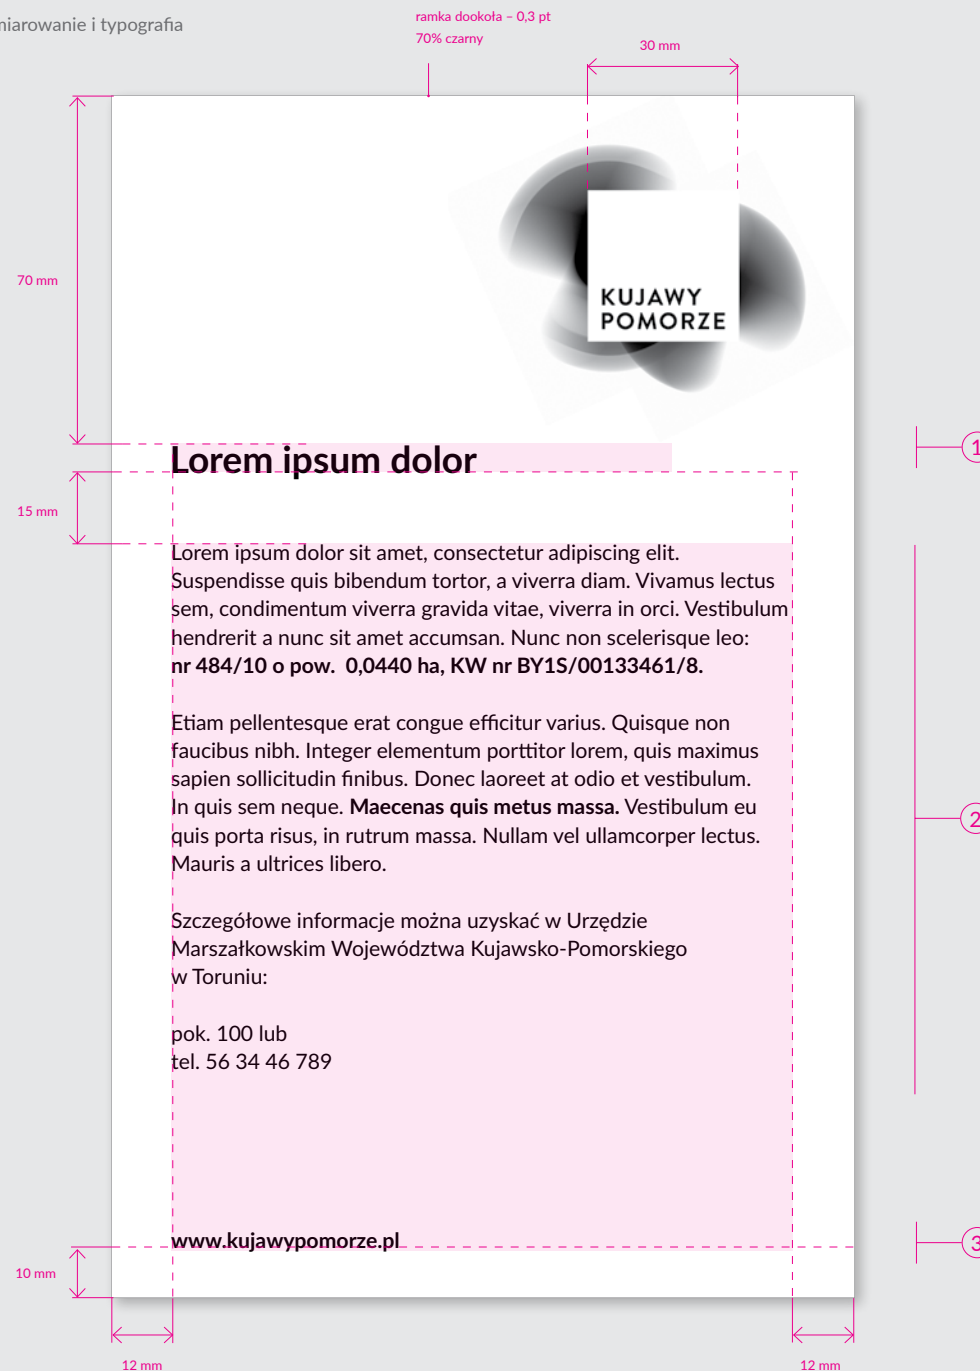 miarowanie i typografia
ramka dookoła – 0,3 pt
70% czarny
30 mm
70 mm
KUJAWY
POMORZE
1
Lorem ipsum dolor
15 mm
Lorem ipsum dolor sit amet, consectetur adipiscing elit.
Suspendisse quis bibendum tortor, a viverra diam. Vivamus lectus
sem, condimentum viverra gravida vitae, viverra in orci. Vestibulum
hendrerit a nunc sit amet accumsan. Nunc non scelerisque leo:
nr 484/10 o pow.  0,0440 ha, KW nr BY1S/00133461/8.
Etiam pellentesque erat congue efficitur varius. Quisque non
faucibus nibh. Integer elementum porttitor lorem, quis maximus
sapien sollicitudin finibus. Donec laoreet at odio et vestibulum.
In quis sem neque. Maecenas quis metus massa. Vestibulum eu
quis porta risus, in rutrum massa. Nullam vel ullamcorper lectus.
Mauris a ultrices libero.
2
Szczegółowe informacje można uzyskać w Urzędzie
Marszałkowskim Województwa Kujawsko-Pomorskiego
w Toruniu:
pok. 100 lub
tel. 56 34 46 789
www.kujawypomorze.pl
3
10 mm
12 mm
12 mm